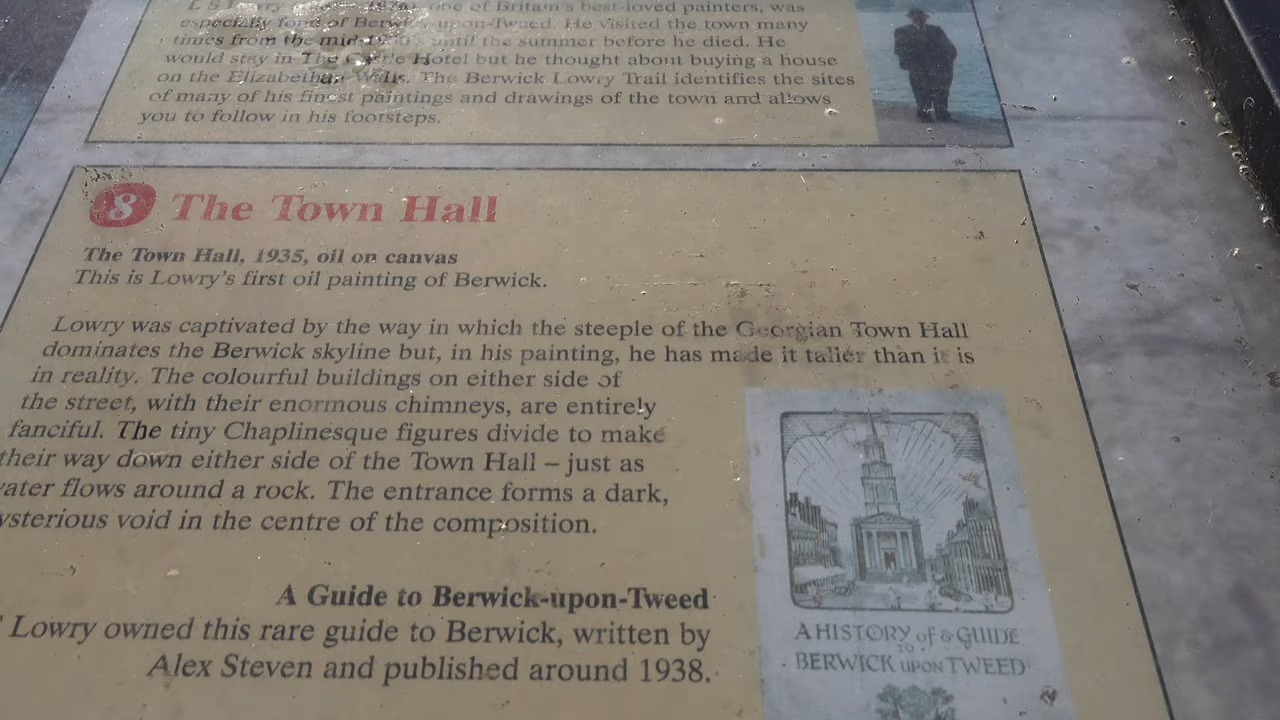 L S Lowry 1976), one of Britain's best-loved painters, was
especially fond of Berwick-upon-Tweed. He visited the town many
times from the mid-1930's until the summer before he died. He
would stay in The Castle Hotel but he thought about buying a house
on the Elizabethan Walls. The Berwick Lowry Trail identifies the sites
of many of his finest paintings and drawings of the town and allows
you to follow in his footsteps.
8 The Town Hall
The Town Hall, 1935, oil on canvas
This is Lowry's first oil painting of Berwick.
Lowry was captivated by the way in which the steeple of the Georgian Town Hall
dominates the Berwick skyline but, in his painting, he has made it taller than it is
in reality. The colourful buildings on either side of
the street, with their enormous chimneys, are entirely
fanciful. The tiny Chaplinesque figures divide to make
their way down either side of the Town Hall – just as
water flows around a rock. The entrance forms a dark,
mysterious void in the centre of the composition.
A Guide to Berwick-upon-Tweed
Lowry owned this rare guide to Berwick, written by
Alex Steven and published around 1938.
A HISTORY of & GUIDE
TO
BERWICK UPON TWEED